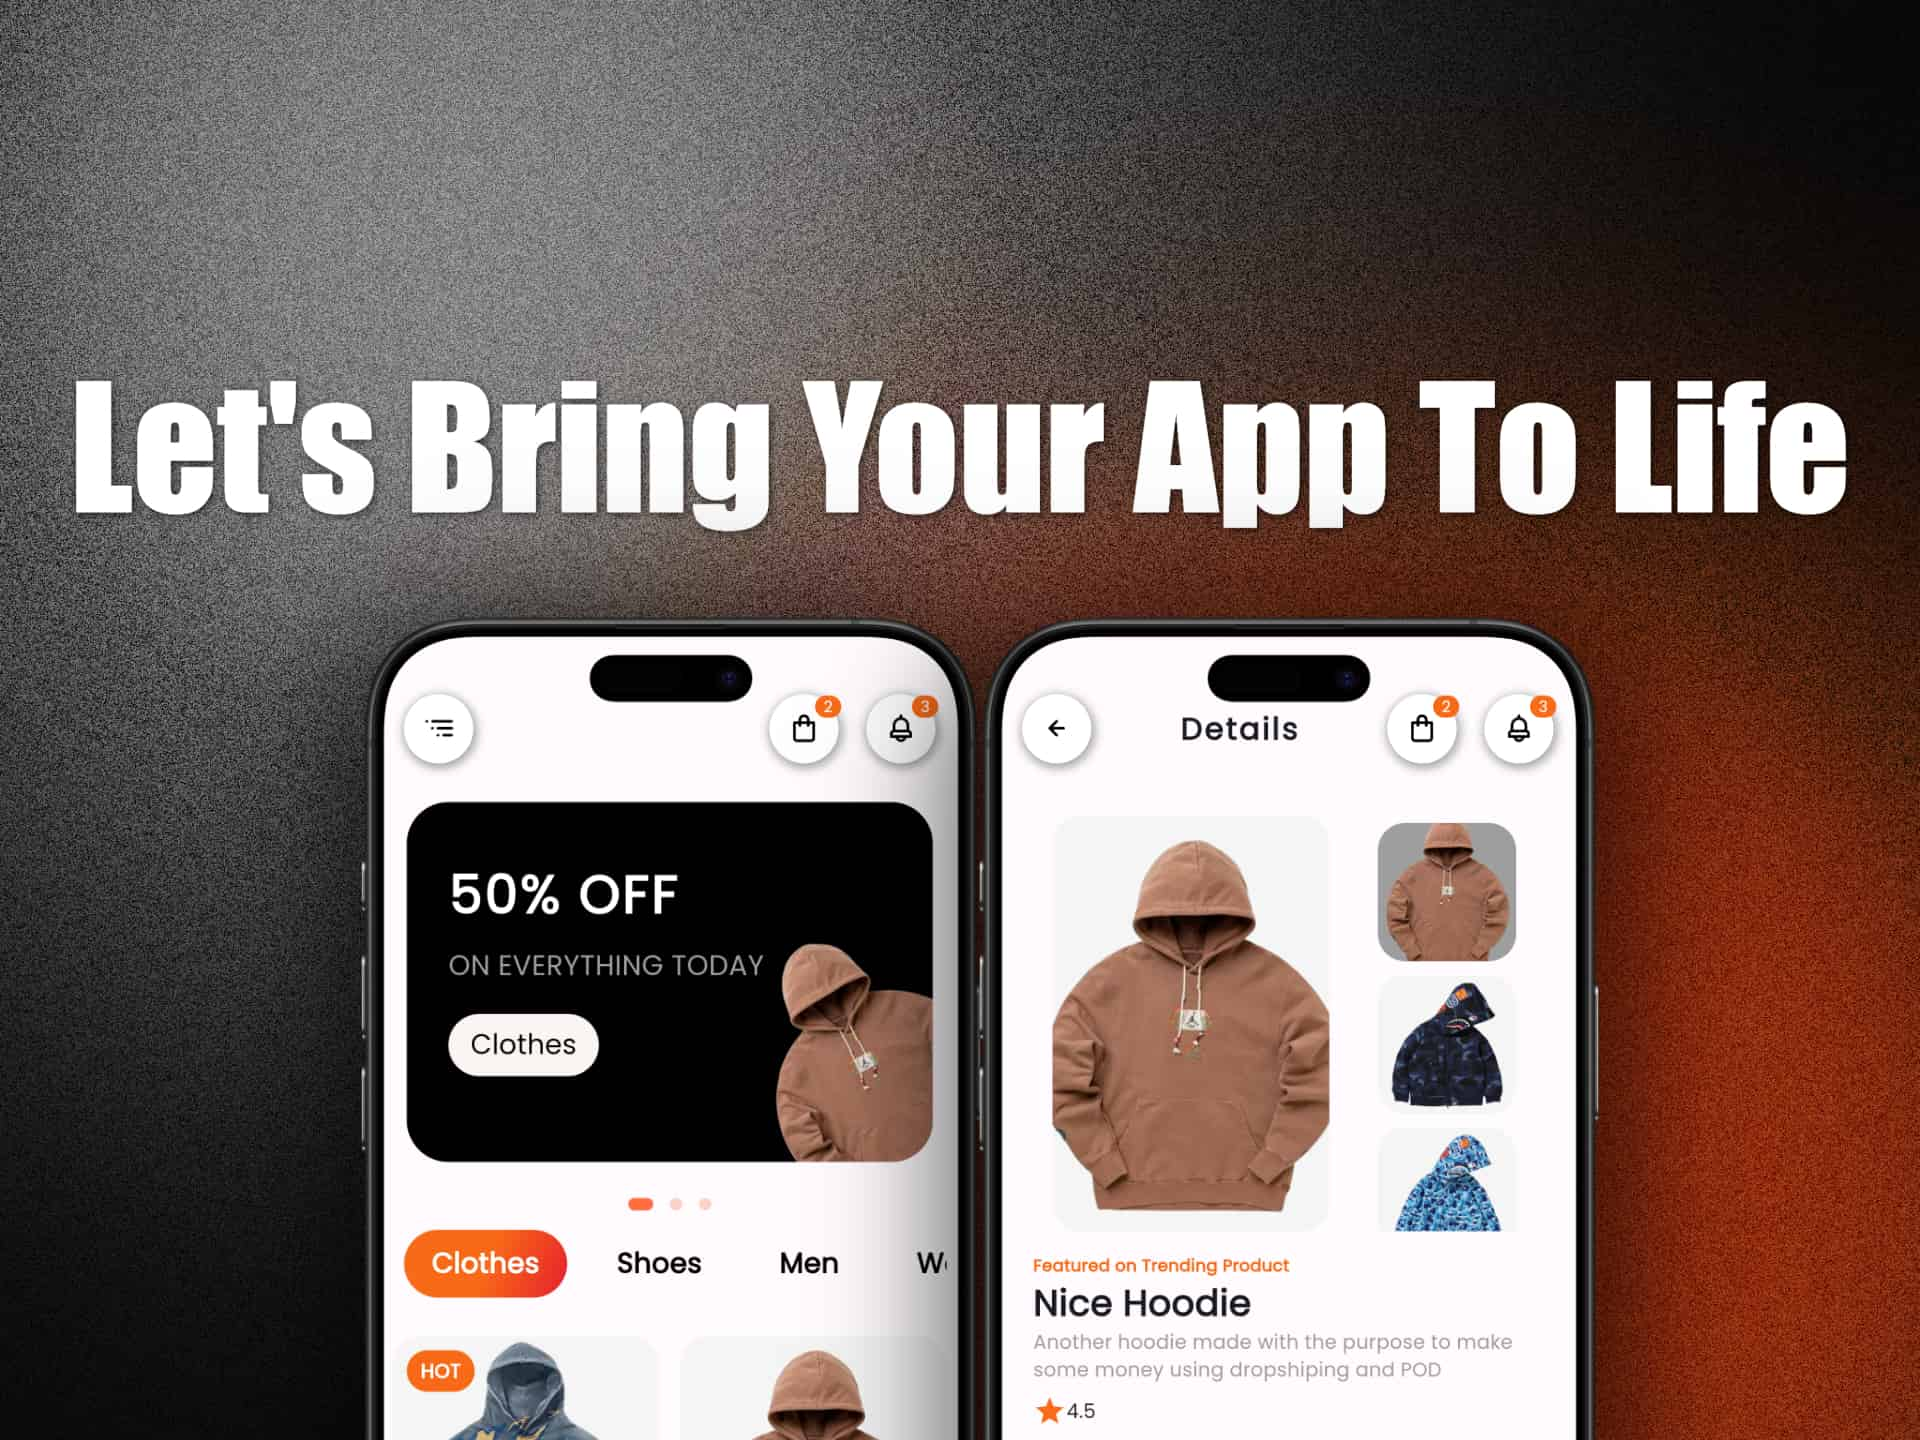 Let's Bring Your App To Life
2
3
50% OFF
ON EVERYTHING TODAY
Clothes
Clothes
Shoes
Men
HOT
Details
2
3
Featured on Trending Product
Nice Hoodie
Another hoodie made with the purpose to make
some money using dropshiping and POD
4.5